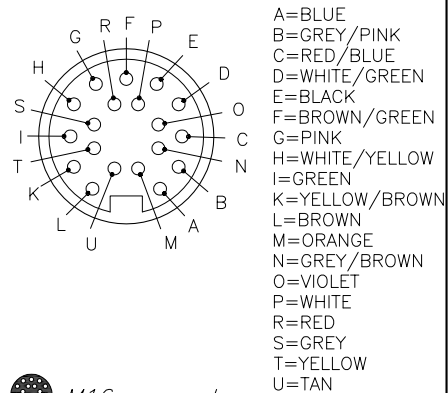 F
R
P
G
E
H
D
S
O
I
C
T
N
K
B
L
A
U
M
A=BLUE
B=GREY/PINK
C=RED/BLUE
D=WHITE/GREEN
E=BLACK
F=BROWN/GREEN
G=PINK
H=WHITE/YELLOW
I=GREEN
K=YELLOW/BROWN
L=BROWN
M=ORANGE
N=GREY/BROWN
O=VIOLET
P=WHITE
R=RED
S=GREY
T=YELLOW
U=TAN